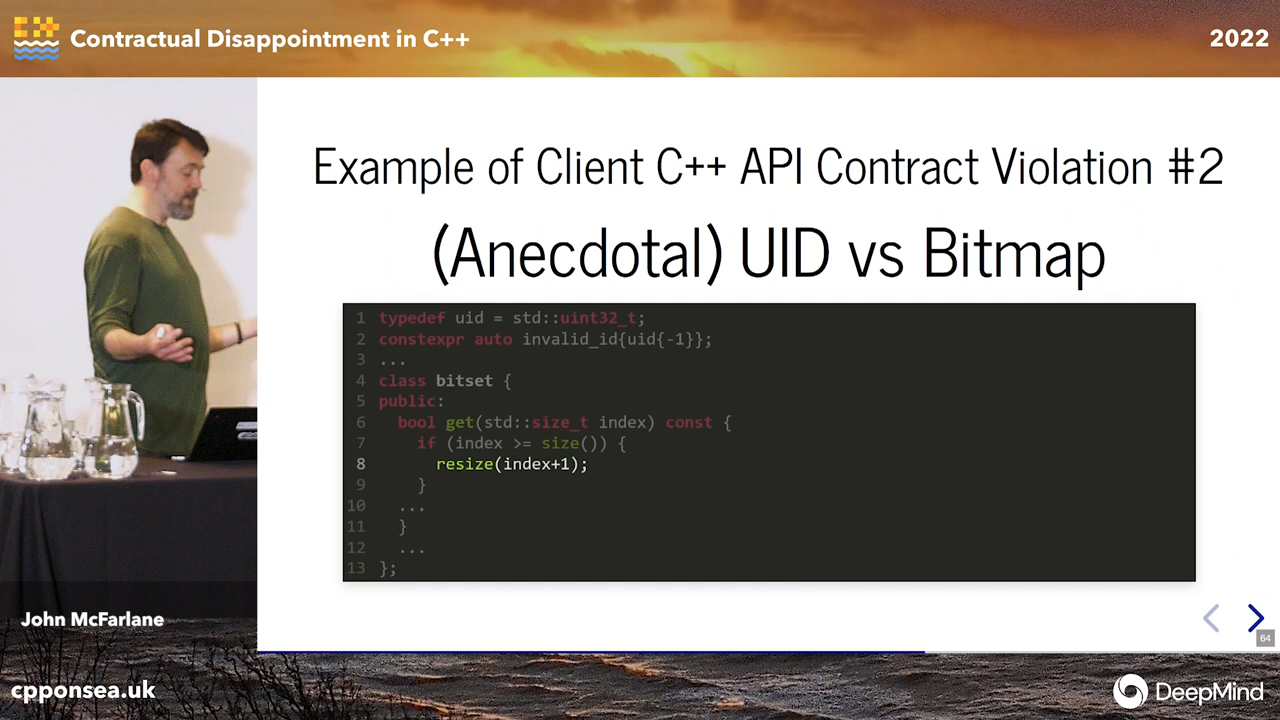 Contractual Disappointment in C++
2022
Example of Client C++ API Contract Violation #2
(Anecdotal) UID vs Bitmap
1 typedef uid = std::uint32_t;
2 constexpr auto invalid_id{uid{-1}};
3 ...
4 class bitset {
5 public:
6 bool get(std::size_t index) const {
7 if (index >= size()) {
8 resize(index+1);
9 }
10 ...
11 }
12 ...
13 };
64
John McFarlane
cpponsea.uk
DeepMind